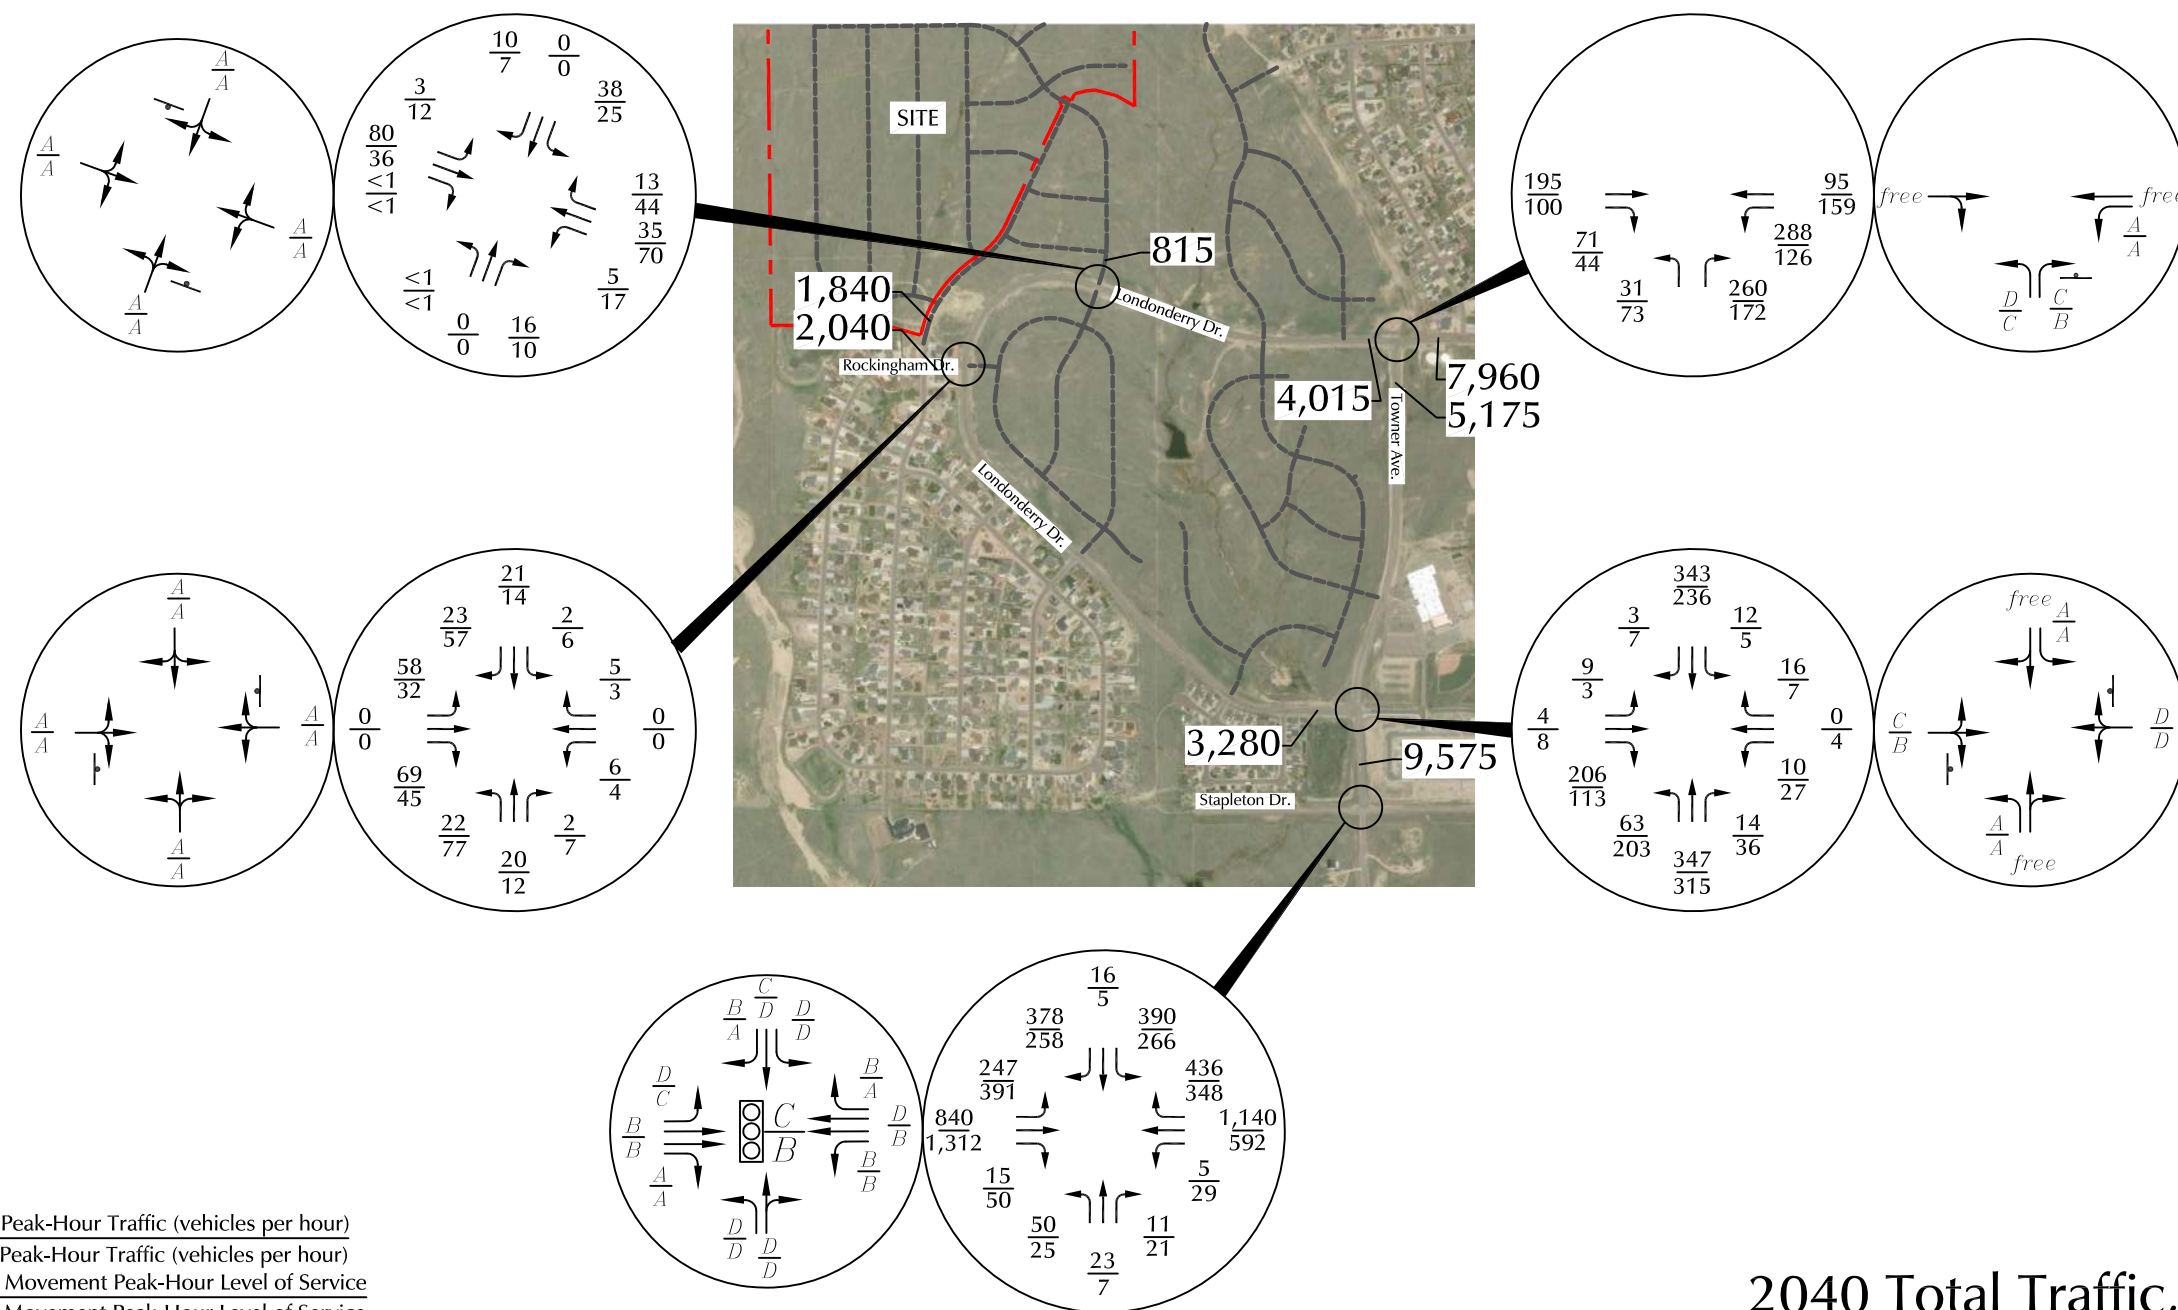 A
A
A
A
A
A
A
A
10
7
0
0
38
25
3
12
80
36
<1
<1
13
44
35
70
5
17
<1
<1
0
0
16
10
SITE
815
1,840
2,040
Londonderry Dr.
Rockingham Dr.
4,015
7,960
5,175
Towner Ave.
Londonderry Dr.
3,280
9,575
Stapleton Dr.
195
100
71
44
31
73
95
159
288
126
260
172
free
free
A
A
D
C
C
B
A
A
A
A
A
A
A
A
21
14
23
57
2
6
58
32
5
3
0
0
0
0
69
45
6
4
22
77
2
7
20
12
343
236
3
7
12
5
9
3
16
7
4
8
0
4
206
113
10
27
63
203
14
36
347
315
free
A
A
C
B
D
D
A
A
free
C
D
B
A
D
D
D
C
B
A
B
B
C
B
D
B
A
A
B
B
D
D
D
D
16
5
378
258
390
266
247
391
436
348
840
1,312
1,140
592
15
50
5
29
50
25
11
21
23
7
Peak-Hour Traffic (vehicles per hour)
Peak-Hour Traffic (vehicles per hour)
Movement Peak-Hour Level of Service
Movement Peak-Hour Level of Service
2040 Total Traffic,